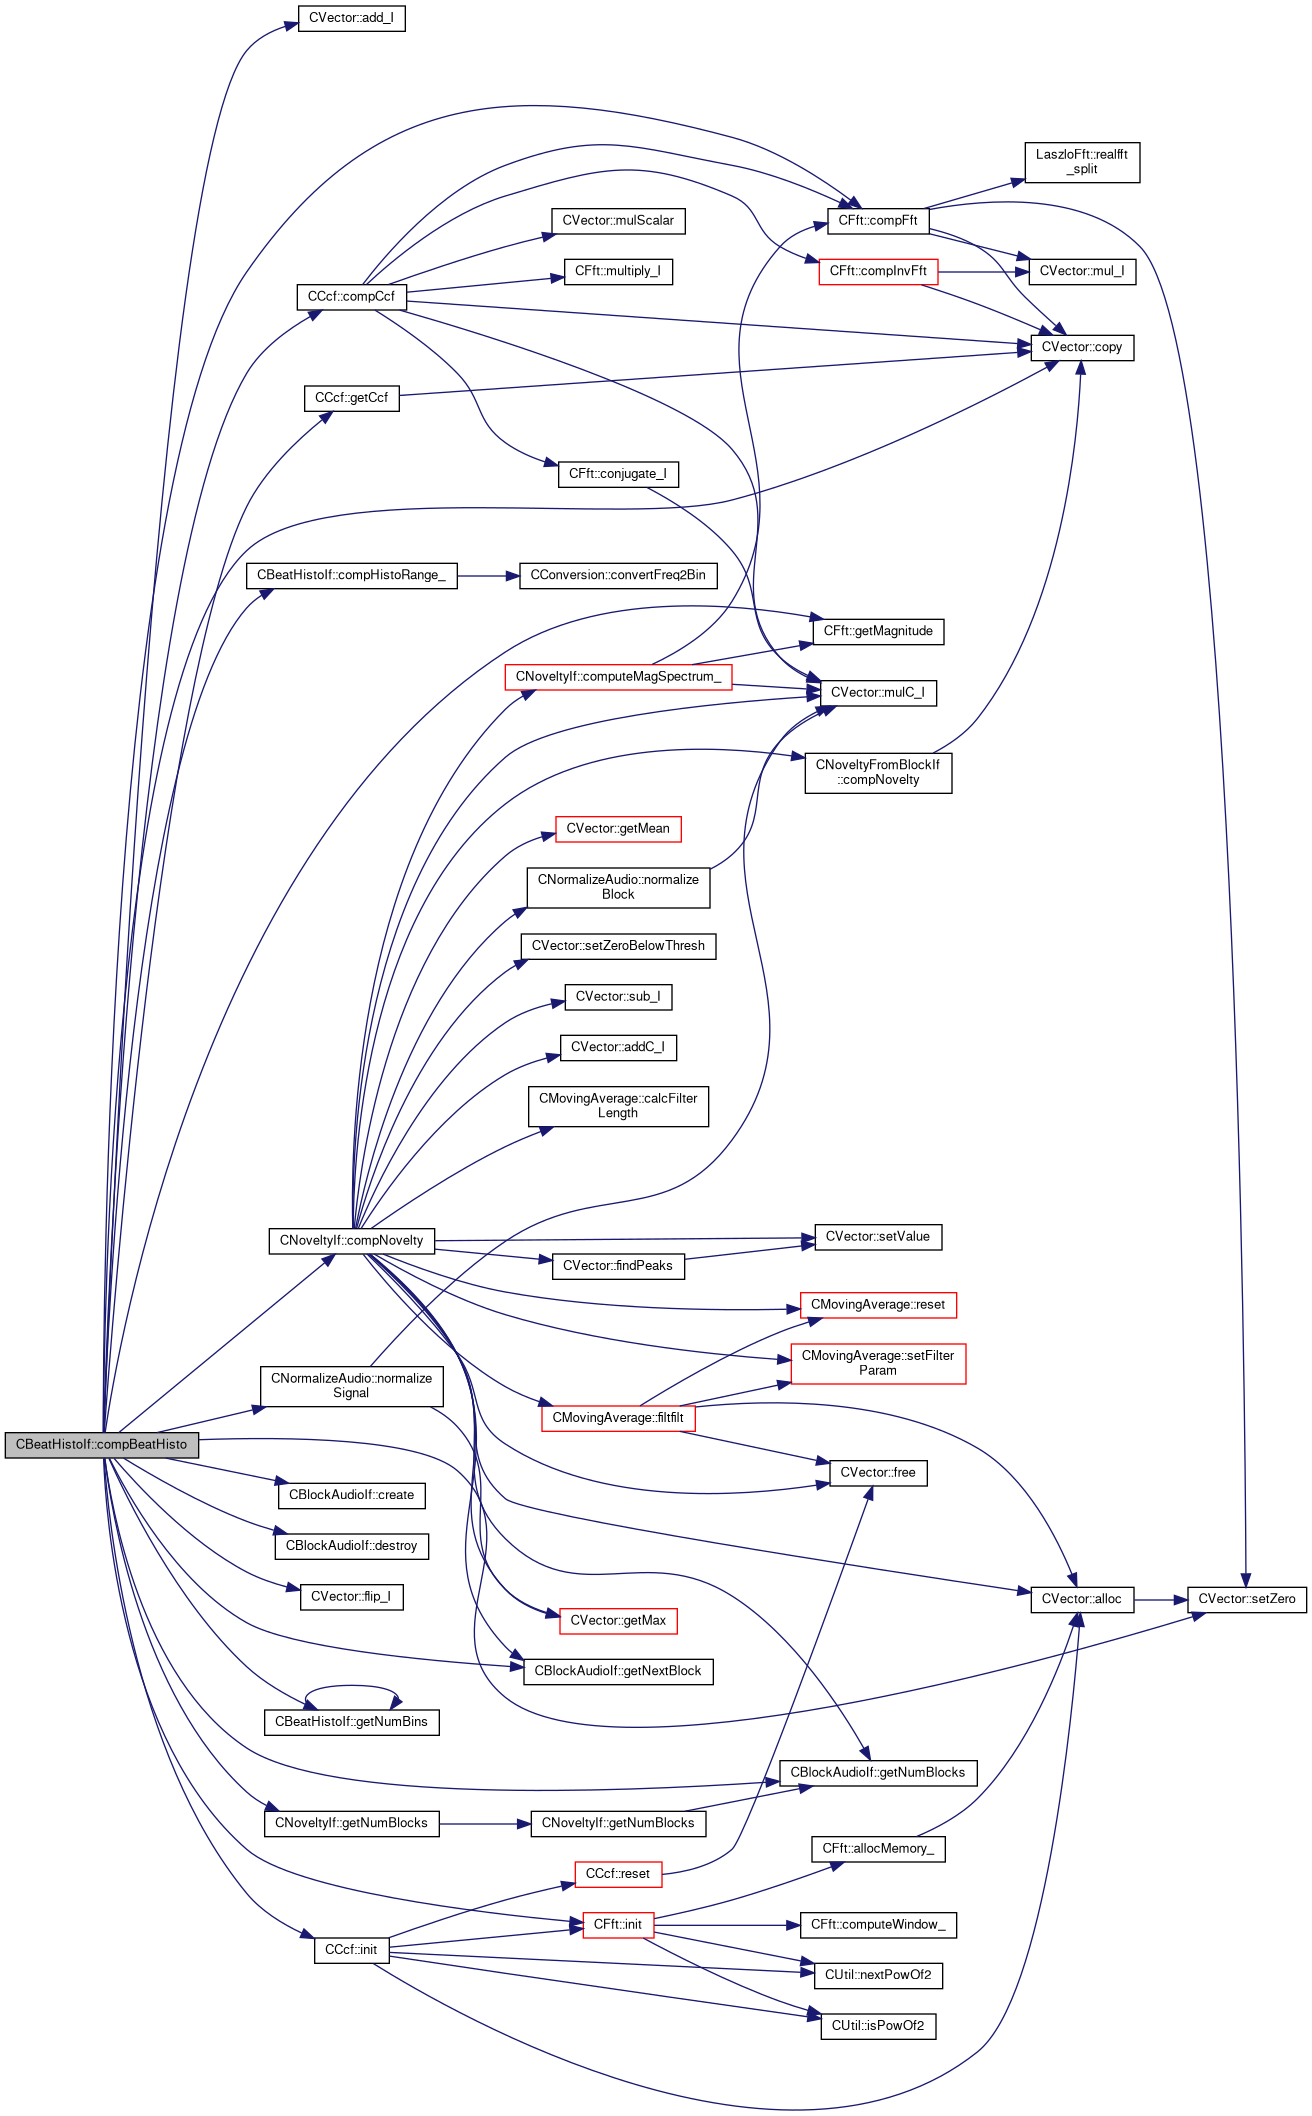 CVector::add_I
LaszloFft::realfft
_split
CFft::compFft
CVector::mulScalar
CFft::multiply_I
CFft::compInvFft
CVector::mul_I
CCcf::compCcf
CVector::copy
CCcf::getCcf
CFft::conjugate_I
CBeatHistoIf::compHistoRange_
CConversion::convertFreq2Bin
CFft::getMagnitude
CNoveltyIf::computeMagSpectrum_
CVector::mulC_I
CNoveltyFromBlockIf
::compNovelty
CVector::getMean
CNormalizeAudio::normalize
Block
CVector::setZeroBelowThresh
CVector::sub_I
CVector::addC_I
CMovingAverage::calcFilter
Length
CNoveltyIf::compNovelty
CVector::setValue
CVector::findPeaks
CMovingAverage::reset
CMovingAverage::setFilter
Param
CNormalizeAudio::normalize
Signal
CMovingAverage::filtfilt
CBeatHistoIf::compBeatHisto
CVector::free
CBlockAudioIf::create
CBlockAudioIf::destroy
CVector::flip_I
CVector::alloc
CVector::setZero
CVector::getMax
CBlockAudioIf::getNextBlock
CBeatHistoIf::getNumBins
CBlockAudioIf::getNumBlocks
CNoveltyIf::getNumBlocks
CNoveltyIf::getNumBlocks
CFft::allocMemory_
CCcf::reset
CFft::init
CFft::computeWindow_
CCcf::init
CUtil::nextPowOf2
CUtil::isPowOf2